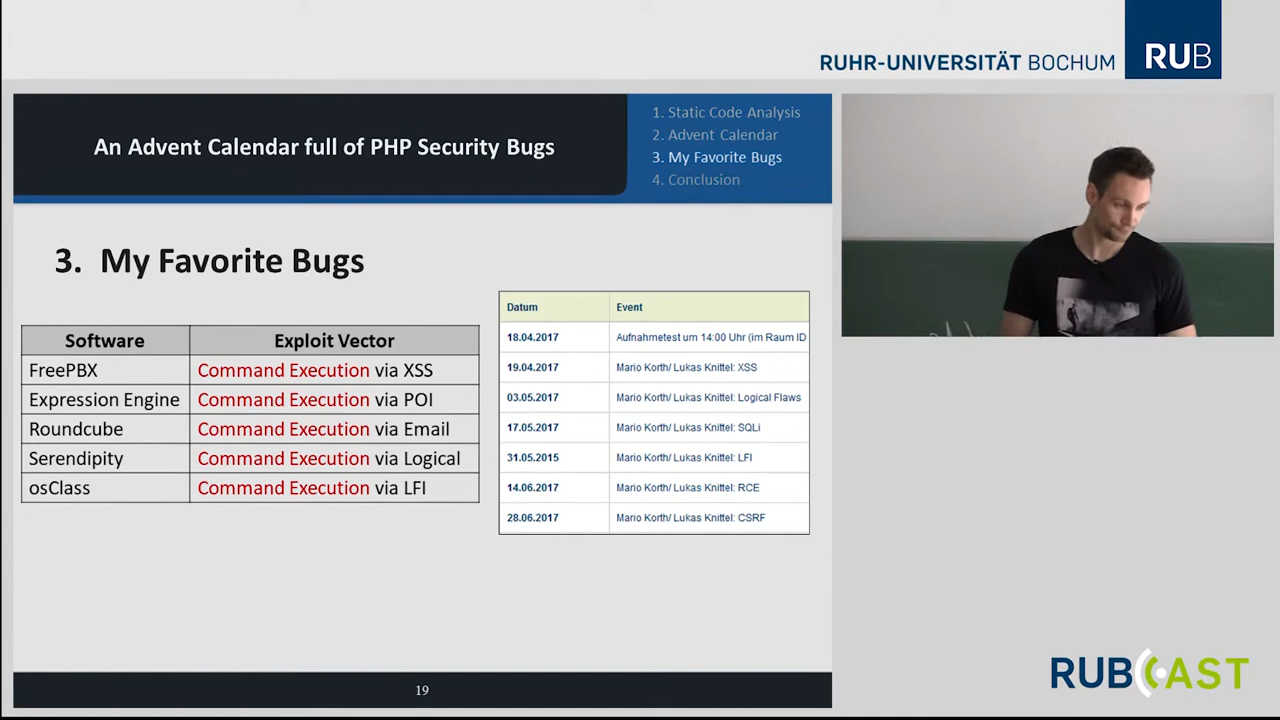 RUHR-UNIVERSITÄT BOCHUM
RUB
An Advent Calendar full of PHP Security Bugs
1. Static Code Analysis
2. Advent Calendar
3. My Favorite Bugs
4. Conclusion
3. My Favorite Bugs
Software Exploit Vector
FreePBX Command Execution via XSS
Expression Engine Command Execution via POI
Roundcube Command Execution via Email
Serendipity Command Execution via Logical
osClass Command Execution via LFI
Datum Event
18.04.2017 Aufnahmetest um 14:00 Uhr (im Raum ID
19.04.2017 Mario Korth/ Lukas Knittel: XSS
03.05.2017 Mario Korth/ Lukas Knittel: Logical Flaws
17.05.2017 Mario Korth/ Lukas Knittel: SQLi
31.05.2015 Mario Korth/ Lukas Knittel: LFI
14.06.2017 Mario Korth/ Lukas Knittel: RCE
28.06.2017 Mario Korth/ Lukas Knittel: CSRF
19
RUBCAST